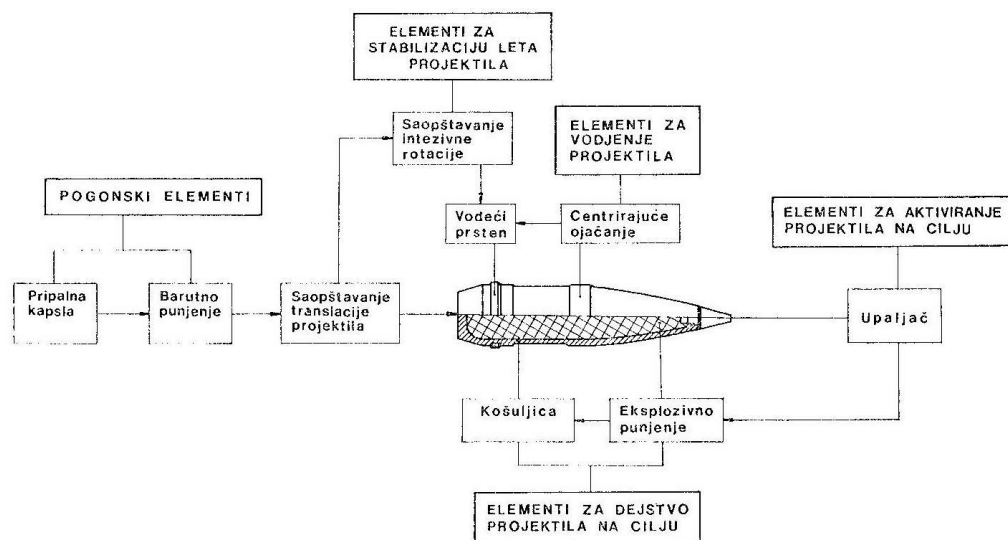 ELEMENTI ZA
STABILIZACIJU LETA
PROJEKTILA
Saopštavanje
intezivne
rotacije
ELEMENTI ZA
VODJENJE
PROJEKTILA
POGONSKI ELEMENTI
Vodeći
prsten
Centrirajuće
ojačanje
ELEMENTI ZA AKTIVIRANJE
PROJEKTILA NA CILJU
Pripalna
kapsla
Barutno
punjenje
Saopštavanje
translacije
projektila
Upaljač
Košuljica
Eksplozivno
punjenje
ELEMENTI ZA DEJSTVO
PROJEKTILA NA CILJU